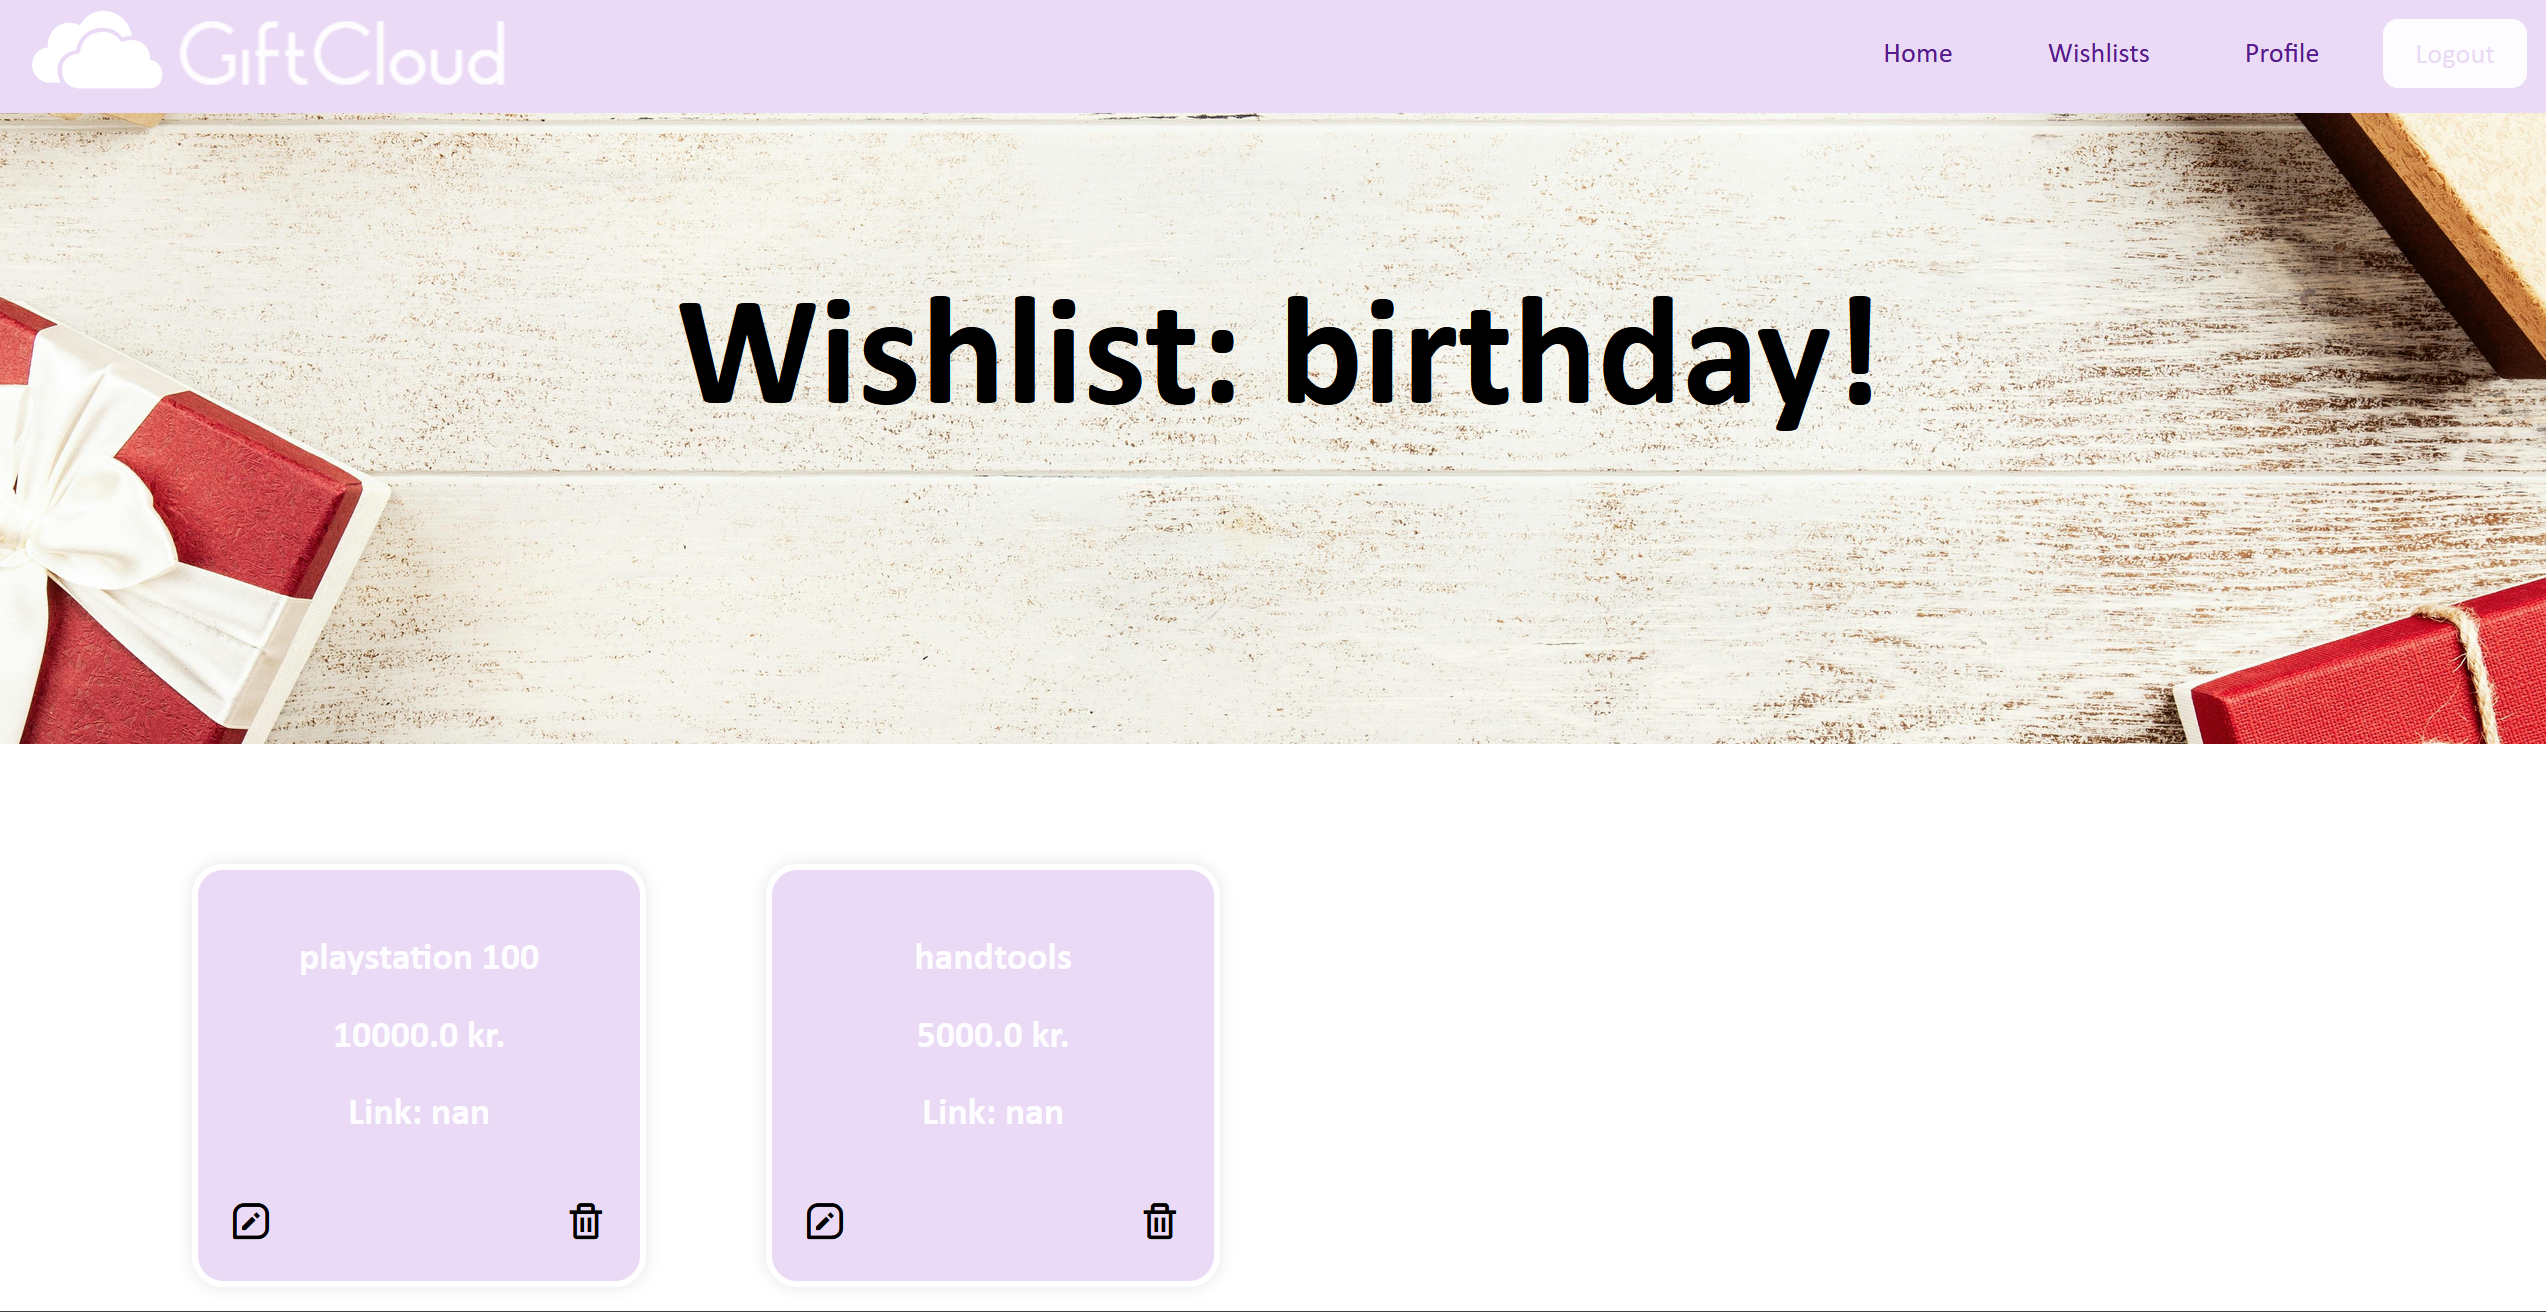 GiftCloud
Home Wishlists Profile Logout
Wishlist: birthday!
playstation 100
10000.0 kr.
Link: nan
handtools
5000.0 kr.
Link: nan